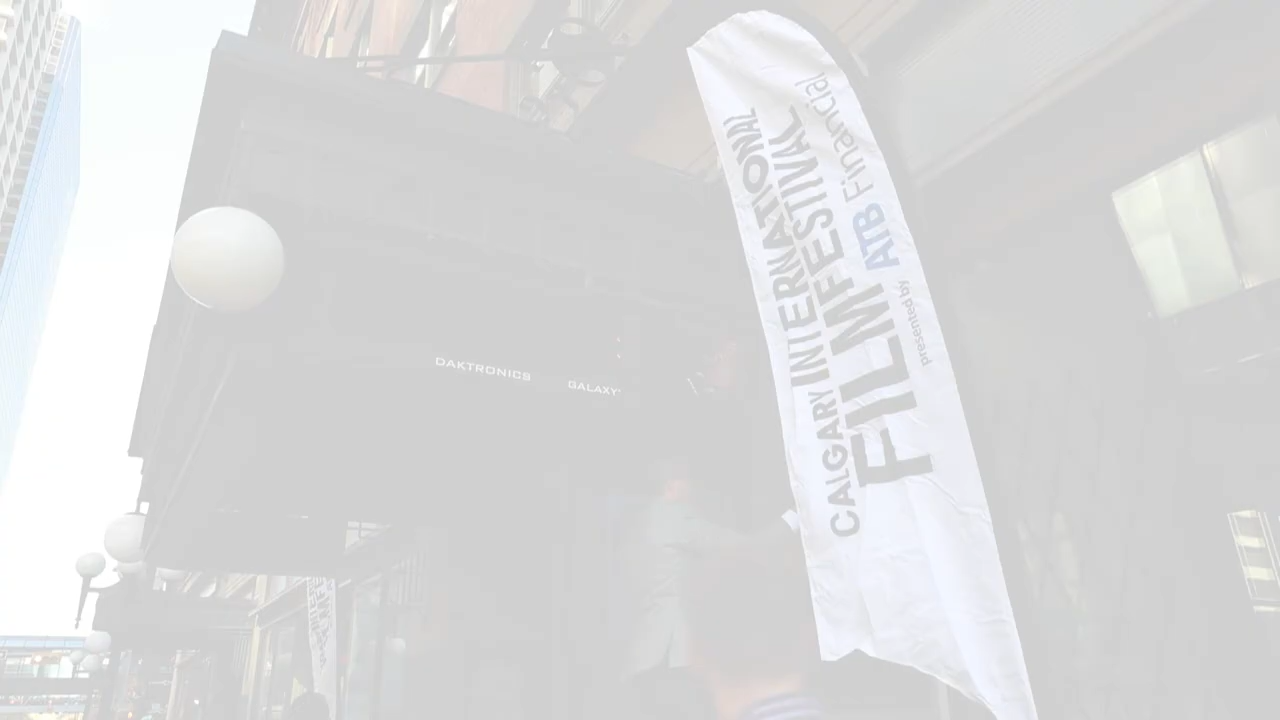 CALGARY INTERNATIONAL
FILM FESTIVAL
presented by ATB Financial
DAKTRONICS GALAXY